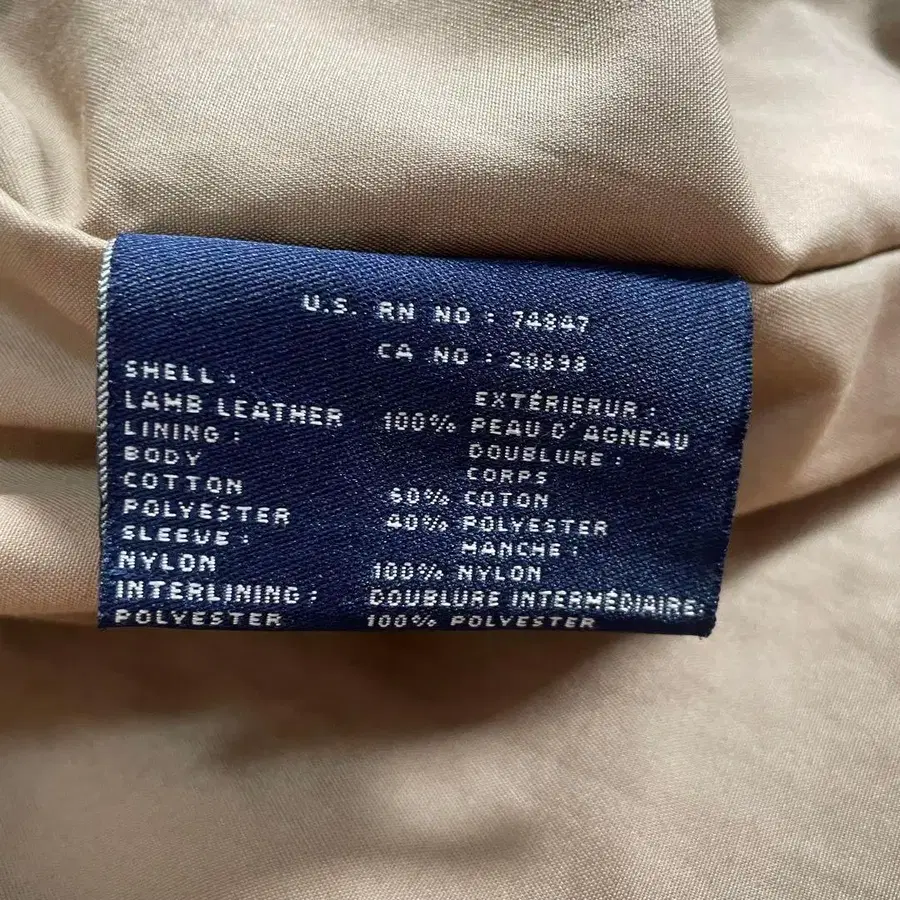 U.S. RN NO : 74847
CA NO : 20898
SHELL : EXTÉRIERUR :
LAMB LEATHER 100% PEAU D'AGNEAU
LINING : DOUBLURE :
BODY CORPS
COTTON 60% COTON
POLYESTER 40% POLYESTER
SLEEVE : MANCHE :
NYLON 100% NYLON
INTERLINING : DOUBLURE INTERMÉDIAIRE:
POLYESTER 100% POLYESTER